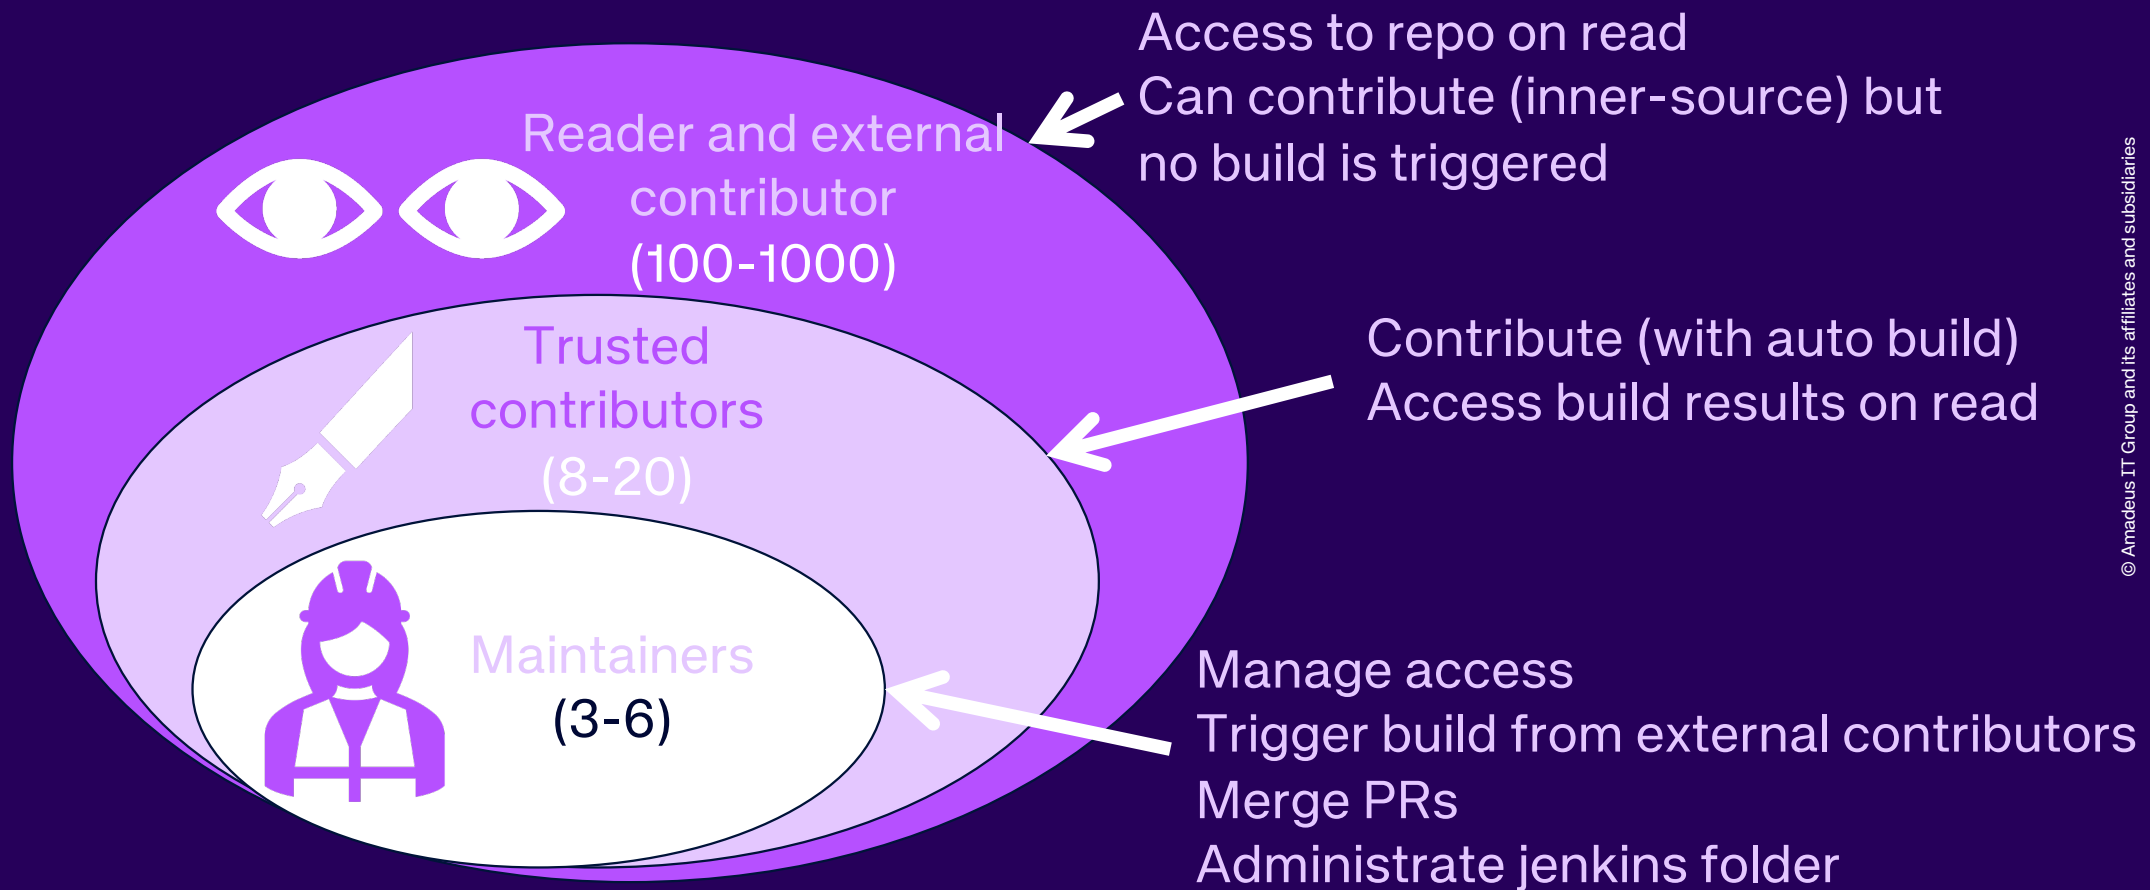 Access to repo on read
Can contribute (inner-source) but
no build is triggered
Reader and external
contributor
(100-1000)
Trusted
contributors
(8-20)
Contribute (with auto build)
Access build results on read
Maintainers
(3-6)
Manage access
Trigger build from external contributors
Merge PRs
Administrate jenkins folder
© Amadeus IT Group and its affiliates and subsidiaries